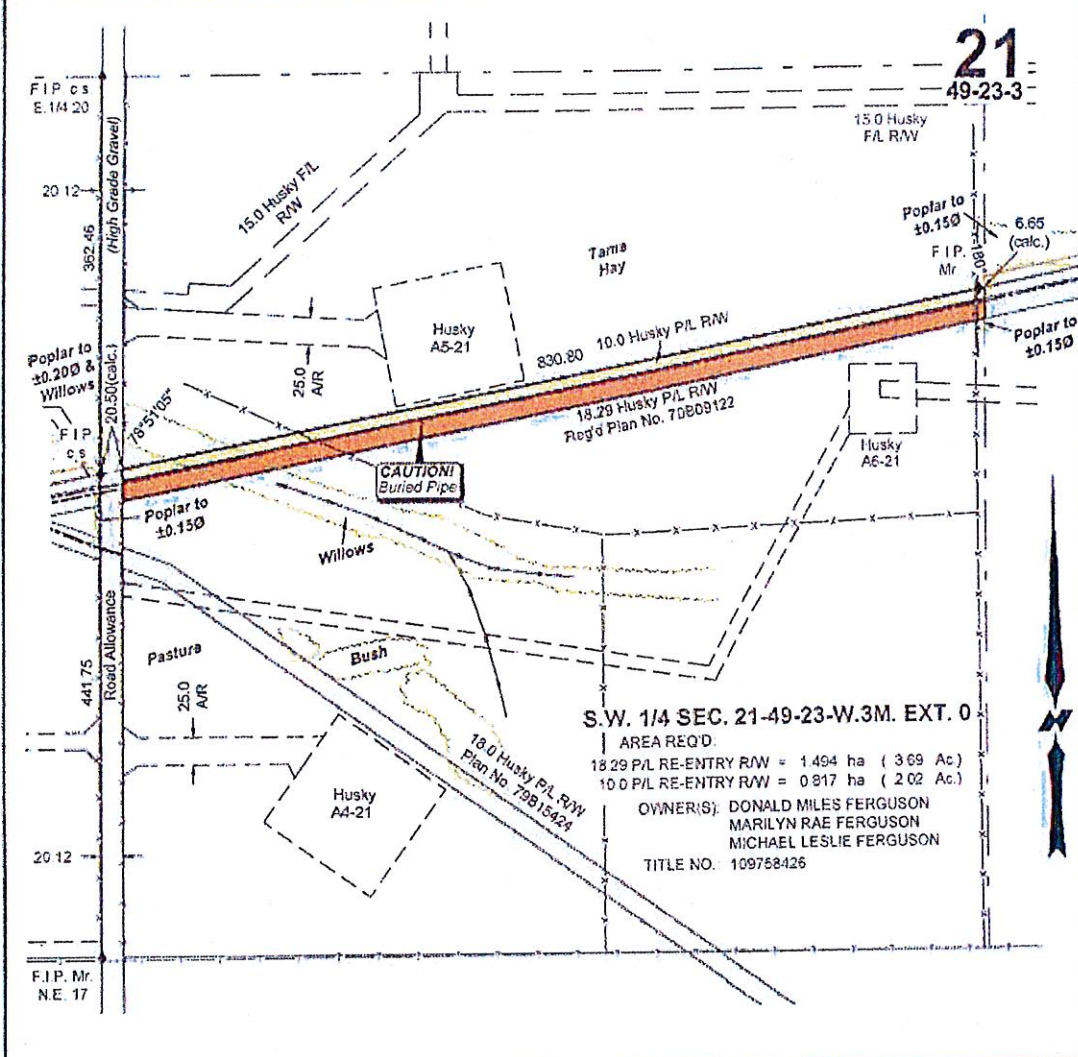 21
49-23-3
F I P c s
E. 1/4 20
(High Grade Gravel)
15.0 Husky
F/L R/W
20 12
15.0 Husky F/L
R/W
362.46
Poplar to
±0.15Ø
6.65
(calc.)
F I P.
Mr
180°
Tame
Hay
Husky
A5-21
830.80
10.0 Husky P/L R/W
Poplar to
±0.15Ø
Poplar to
±0.20Ø &
Willows
20.50(calc.)
25.0
A/R
18.29 Husky P/L R/W
Reg'd Plan No. 70B09122
78°51'05"
F I P
c s
Husky
A6-21
CAUTION!
Buried Pipe
Poplar to
±0.15Ø
Willows
Road Allowance
Pasture
Bush
441.75
25.0
A/R
18.0 Husky P/L R/W
Plan No. 79B15424
S.W. 1/4 SEC. 21-49-23-W.3M. EXT. 0
AREA REQ'D:
18.29 P/L RE-ENTRY R/W = 1.494 ha ( 3.69 Ac.)
10.0 P/L RE-ENTRY R/W = 0.817 ha ( 2.02 Ac.)
OWNER(S): DONALD MILES FERGUSON
MARILYN RAE FERGUSON
MICHAEL LESLIE FERGUSON
TITLE NO.: 109758426
Husky
A4-21
20.12
F.I.P. Mr.
N.E. 17
N